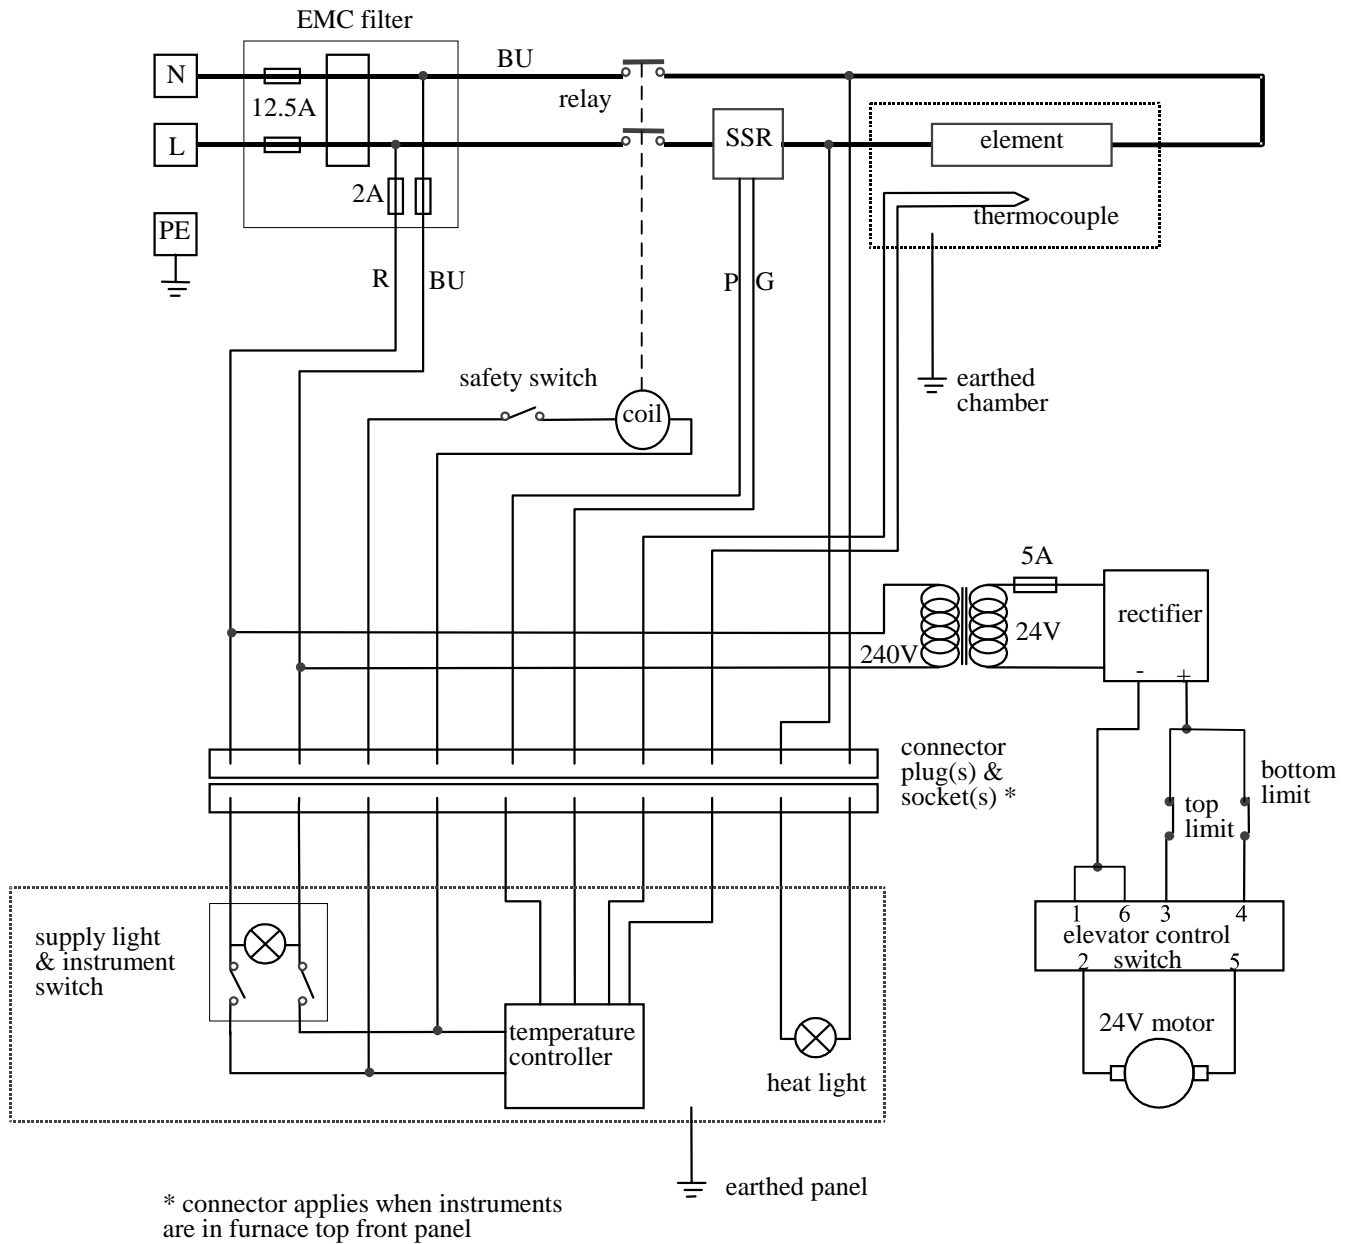 EMC filter
N
BU
12.5A
relay
L
SSR
element
2A
thermocouple
PE
R
BU
P
G
safety switch
coil
earthed
chamber
5A
rectifier
240V
24V
-
+
connector
plug(s) &
socket(s) *
bottom
limit
top
limit
1
6
3
4
elevator control
switch
2
5
supply light
& instrument
switch
24V motor
temperature
controller
heat light
earthed panel
* connector applies when instruments
are in furnace top front panel